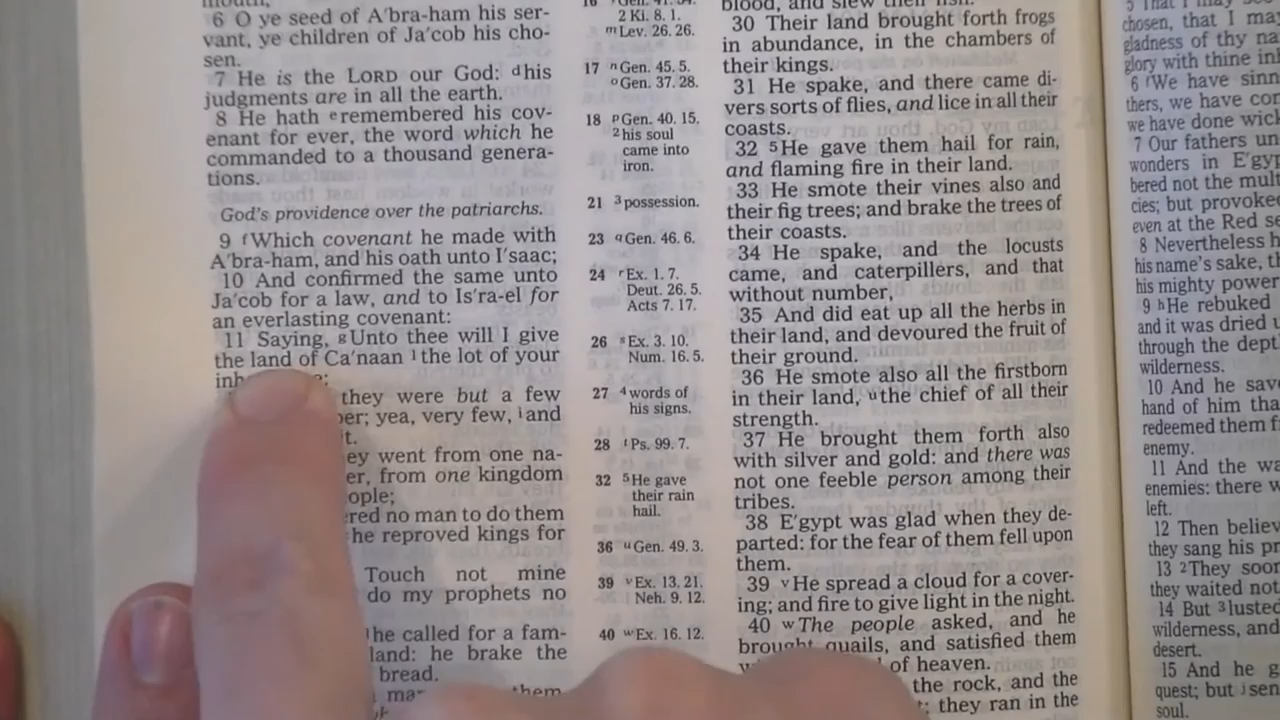 6 O ye seed of A'bra-ham his ser-
vant, ye children of Ja'cob his cho-
sen.
7 He is the LORD our God: d his
judgments are in all the earth.
8 He hath e remembered his cov-
enant for ever, the word which he
commanded to a thousand genera-
tions.
God's providence over the patriarchs.
9 f Which covenant he made with
A'bra-ham, and his oath unto I'saac;
10 And confirmed the same unto
Ja'cob for a law, and to Is'ra-el for
an everlasting covenant:
11 Saying, g Unto thee will I give
the land of Ca'naan 1 the lot of your
they were but a few
yea, very few, i and
went from one na-
from one kingdom
no man to do them
he reproved kings for
Touch not mine
do my prophets no
he called for a fam-
land: he brake the
bread.
them
2 Ki. 8. 1.
m Lev. 26. 26.
17 n Gen. 45. 5.
o Gen. 37. 28.
18 p Gen. 40. 15.
2 his soul
came into
iron.
21 3 possession.
23 q Gen. 46. 6.
24 r Ex. 1. 7.
Deut. 26. 5.
Acts 7. 17.
26 s Ex. 3. 10.
Num. 16. 5.
27 4 words of
his signs.
28 t Ps. 99. 7.
32 5 He gave
their rain
hail.
36 u Gen. 49. 3.
39 v Ex. 13. 21.
Neh. 9. 12.
40 w Ex. 16. 12.
blood, and slew their fish.
30 Their land brought forth frogs
in abundance, in the chambers of
their kings.
31 He spake, and there came di-
vers sorts of flies, and lice in all their
coasts.
32 5 He gave them hail for rain,
and flaming fire in their land.
33 He smote their vines also and
their fig trees; and brake the trees of
their coasts.
34 He spake, and the locusts
came, and caterpillers, and that
without number,
35 And did eat up all the herbs in
their land, and devoured the fruit of
their ground.
36 He smote also all the firstborn
in their land, u the chief of all their
strength.
37 He brought them forth also
with silver and gold: and there was
not one feeble person among their
tribes.
38 E'gypt was glad when they de-
parted: for the fear of them fell upon
them.
39 v He spread a cloud for a cover-
ing; and fire to give light in the night.
40 w The people asked, and he
brought quails, and satisfied them
of heaven.
the rock, and the
they ran in the
5 That I may
chosen, that I may
gladness of thy
glory with thine
6 f We have
thers, we have
we have done
7 Our fathers
wonders in
bered not the
cies; but
even at the Red
8 Nevertheless
his name's sake,
his mighty power
9 h He rebuked
and it was dried
through the
wilderness.
10 And he
hand of him
redeemed them
enemy.
11 And the
enemies: there
left.
12 Then
they sang his
13 2 They
they waited not
14 But 3 lusted
wilderness, and
desert.
15 And he
quest; but j
soul.